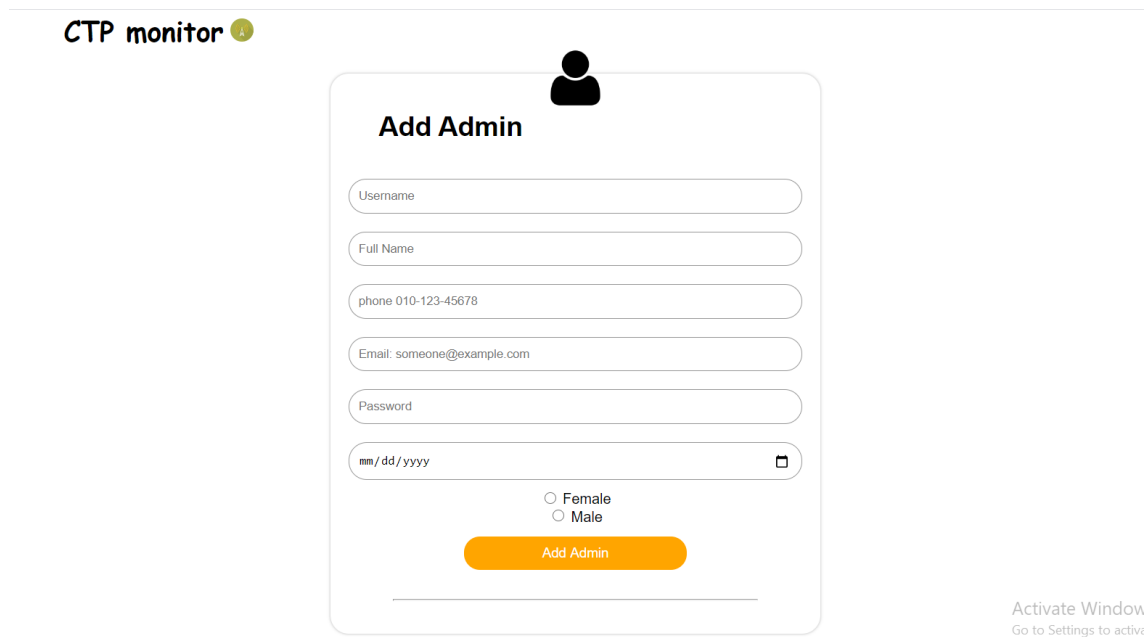 CTP monitor
Add Admin
Username
Full Name
phone 010-123-45678
Email: someone@example.com
Password
mm/dd/yyyy
Female
Male
Add Admin
Activate Window
Go to Settings to activa